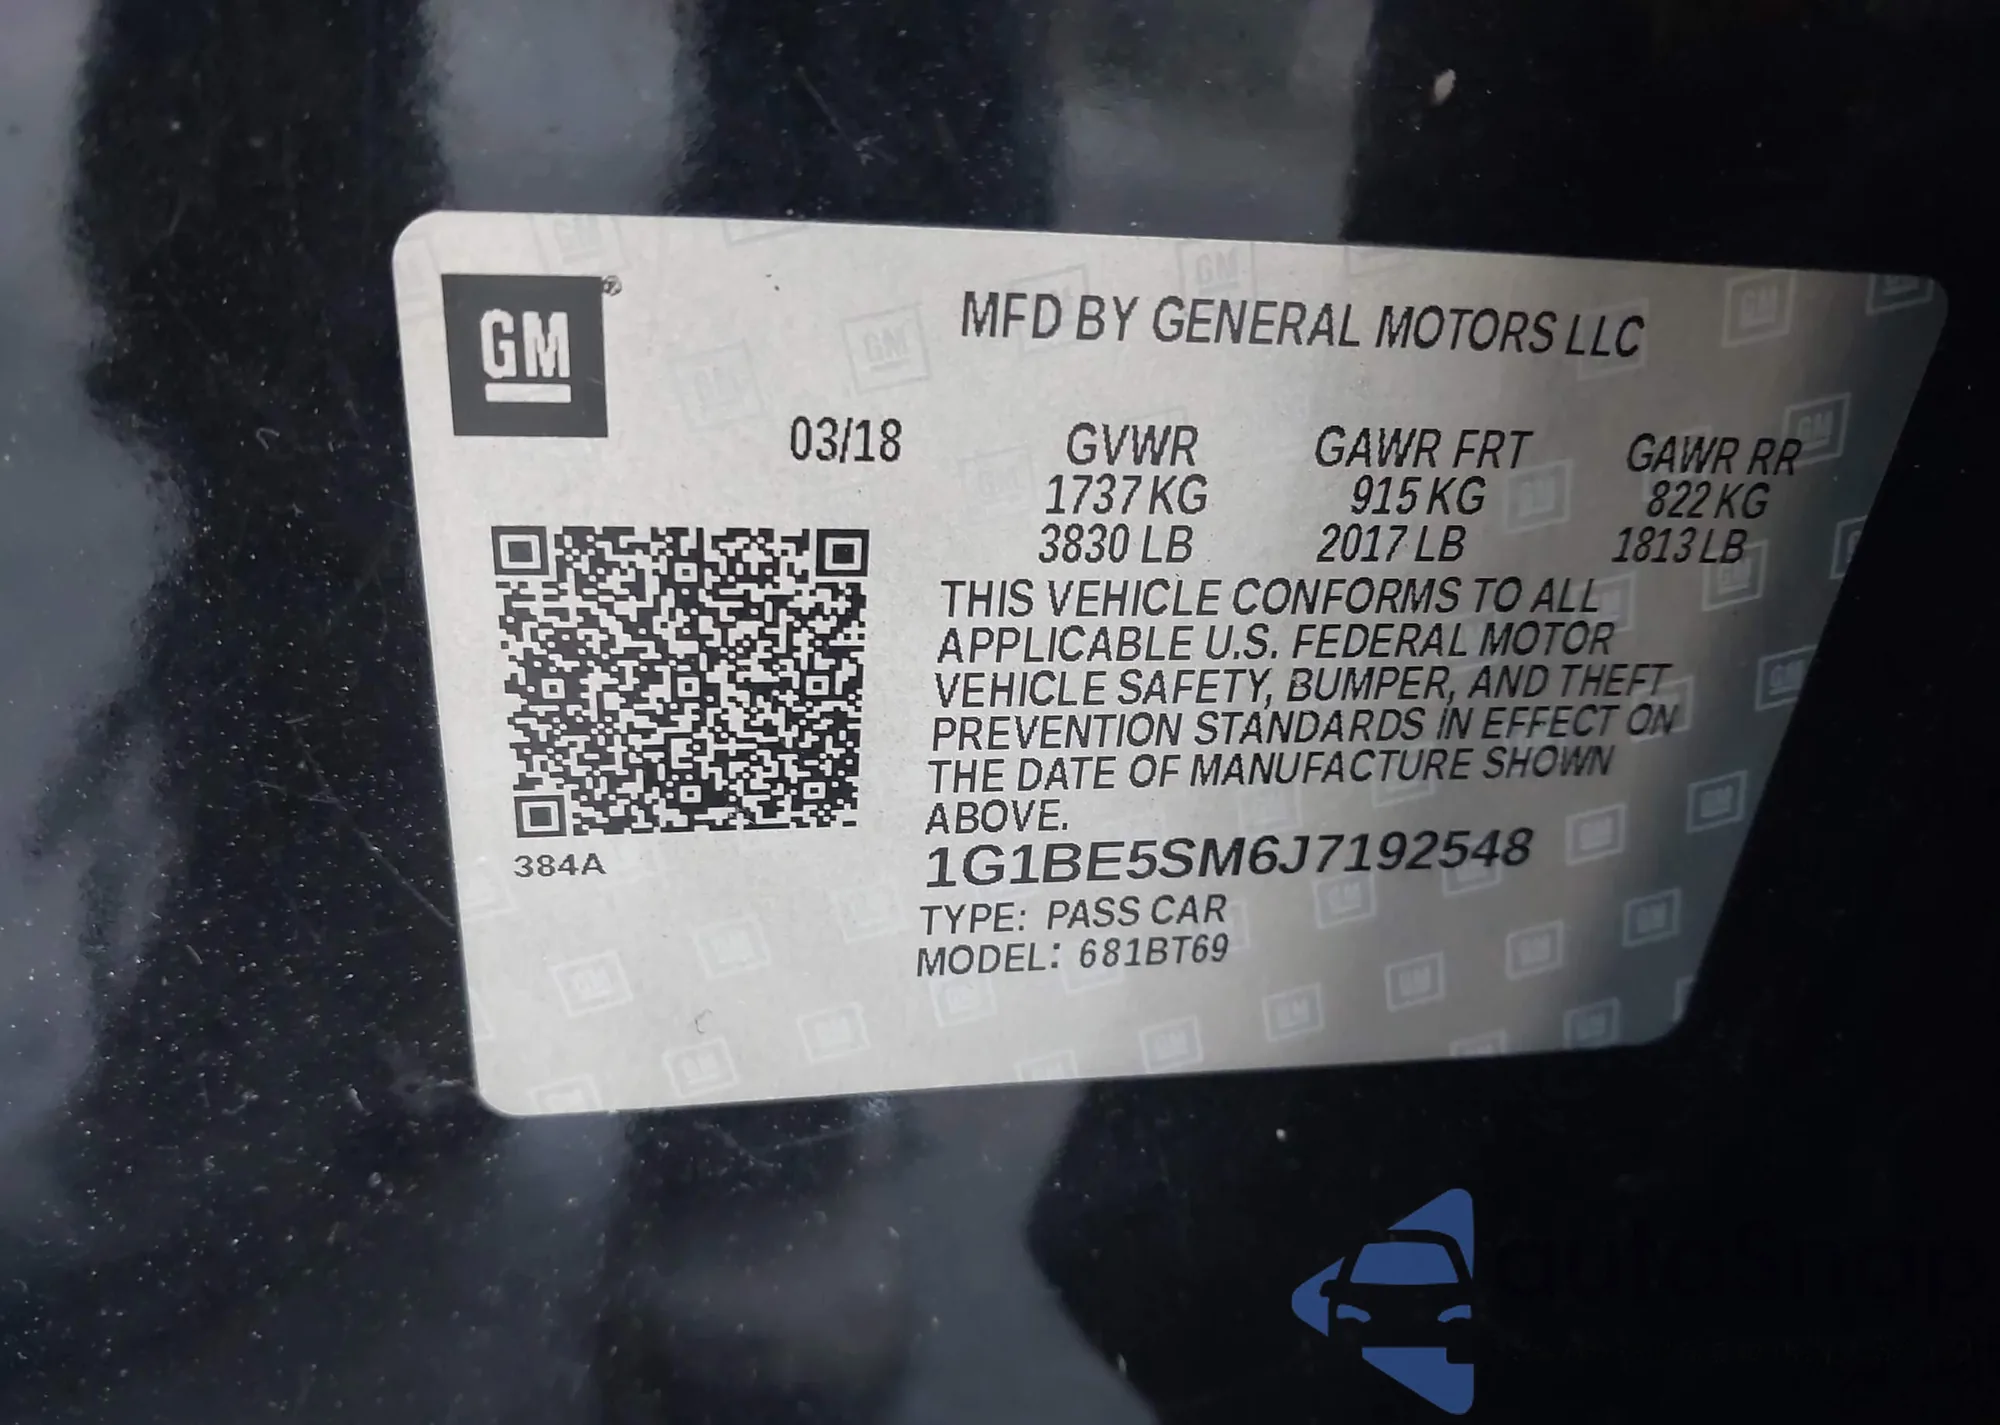 GM
MFD BY GENERAL MOTORS LLC
03/18
GVWR GAWR FRT GAWR RR
1737 KG 915 KG 822 KG
3830 LB 2017 LB 1813 LB
THIS VEHICLE CONFORMS TO ALL
APPLICABLE U.S. FEDERAL MOTOR
VEHICLE SAFETY, BUMPER, AND THEFT
PREVENTION STANDARDS IN EFFECT ON
THE DATE OF MANUFACTURE SHOWN
ABOVE.
384A
1G1BE5SM6J7192548
TYPE: PASS CAR
MODEL: 681BT69